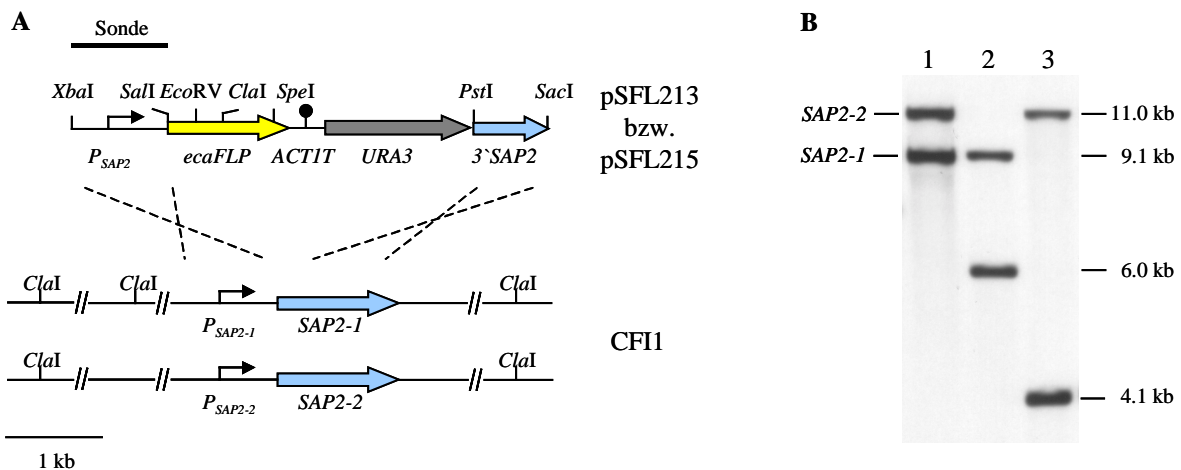 A
Sonde
XbaI SalI EcoRV ClaI SpeI PstI SacI
PSAP2 ecaFLP ACT1T URA3 3`SAP2
pSFL213
bzw.
pSFL215
ClaI ClaI ClaI
PSAP2-1 SAP2-1
CFI1
ClaI ClaI
PSAP2-2 SAP2-2
1 kb
B
1 2 3
SAP2-2 11.0 kb
SAP2-1 9.1 kb
6.0 kb
4.1 kb